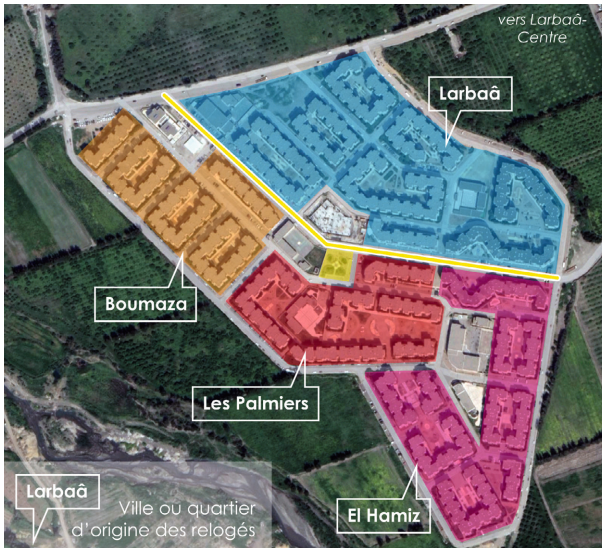 vers Larbaâ-
Centre
Larbaâ
Boumaza
Les Palmiers
El Hamiz
Larbaâ
Ville ou quartier
d'origine des relogés